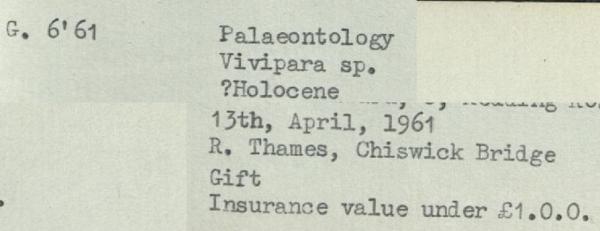 G. 6'61
Palaeontology
Vivipara sp.
?Holocene
13th, April, 1961
R. Thames, Chiswick Bridge
Gift
Insurance value under £1.0.0.